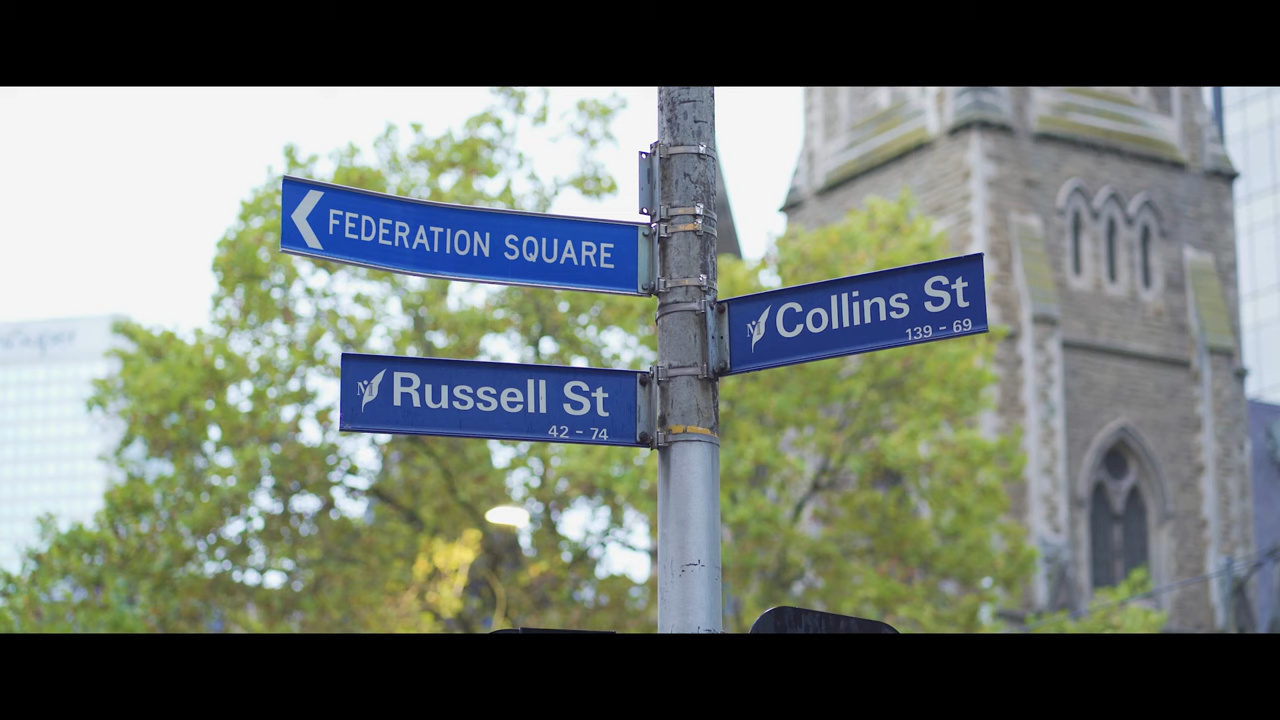 FEDERATION SQUARE
Collins St
139 - 69
Russell St
42 - 74